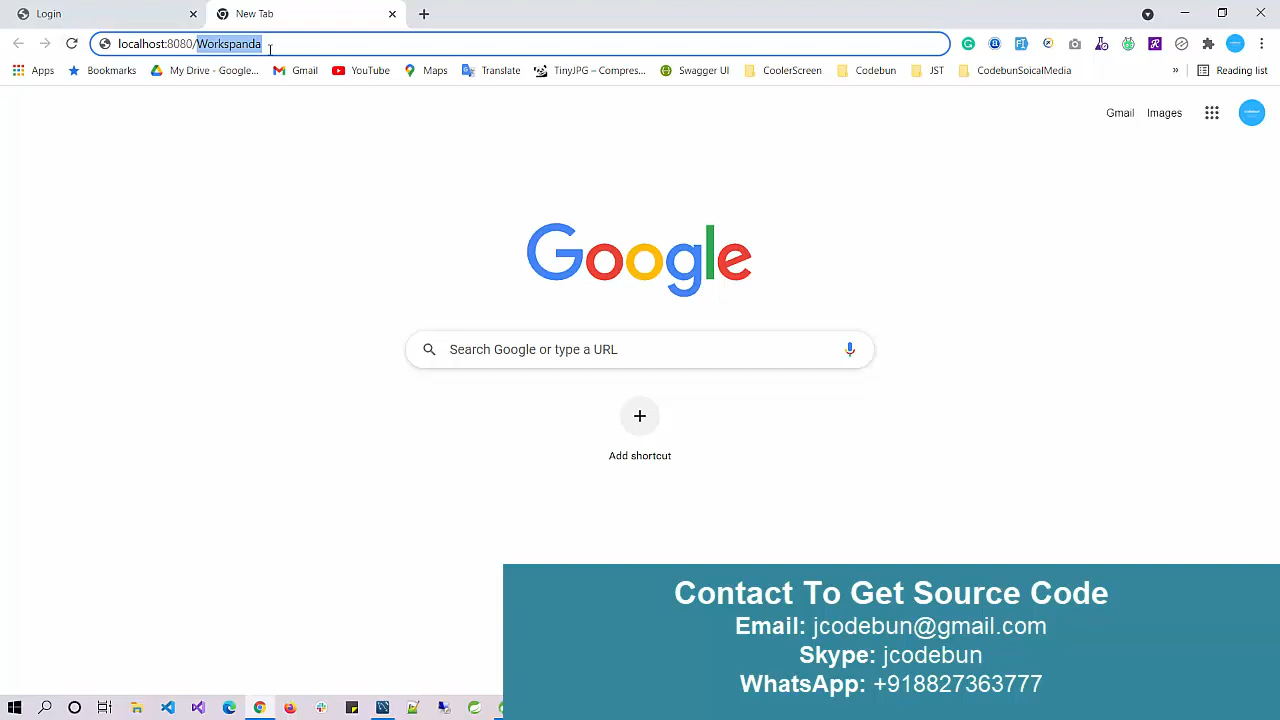 Login
New Tab
localhost:8080/Workspanda
Apps
Bookmarks
My Drive - Google...
Gmail
YouTube
Maps
Translate
TinyJPG – Compres...
Swagger UI
CoolerScreen
Codebun
JST
CodebunSoicalMedia
»
Reading list
Gmail
Images
Google
Search Google or type a URL
Add shortcut
Contact To Get Source Code
Email: jcodebun@gmail.com
Skype: jcodebun
WhatsApp: +918827363777